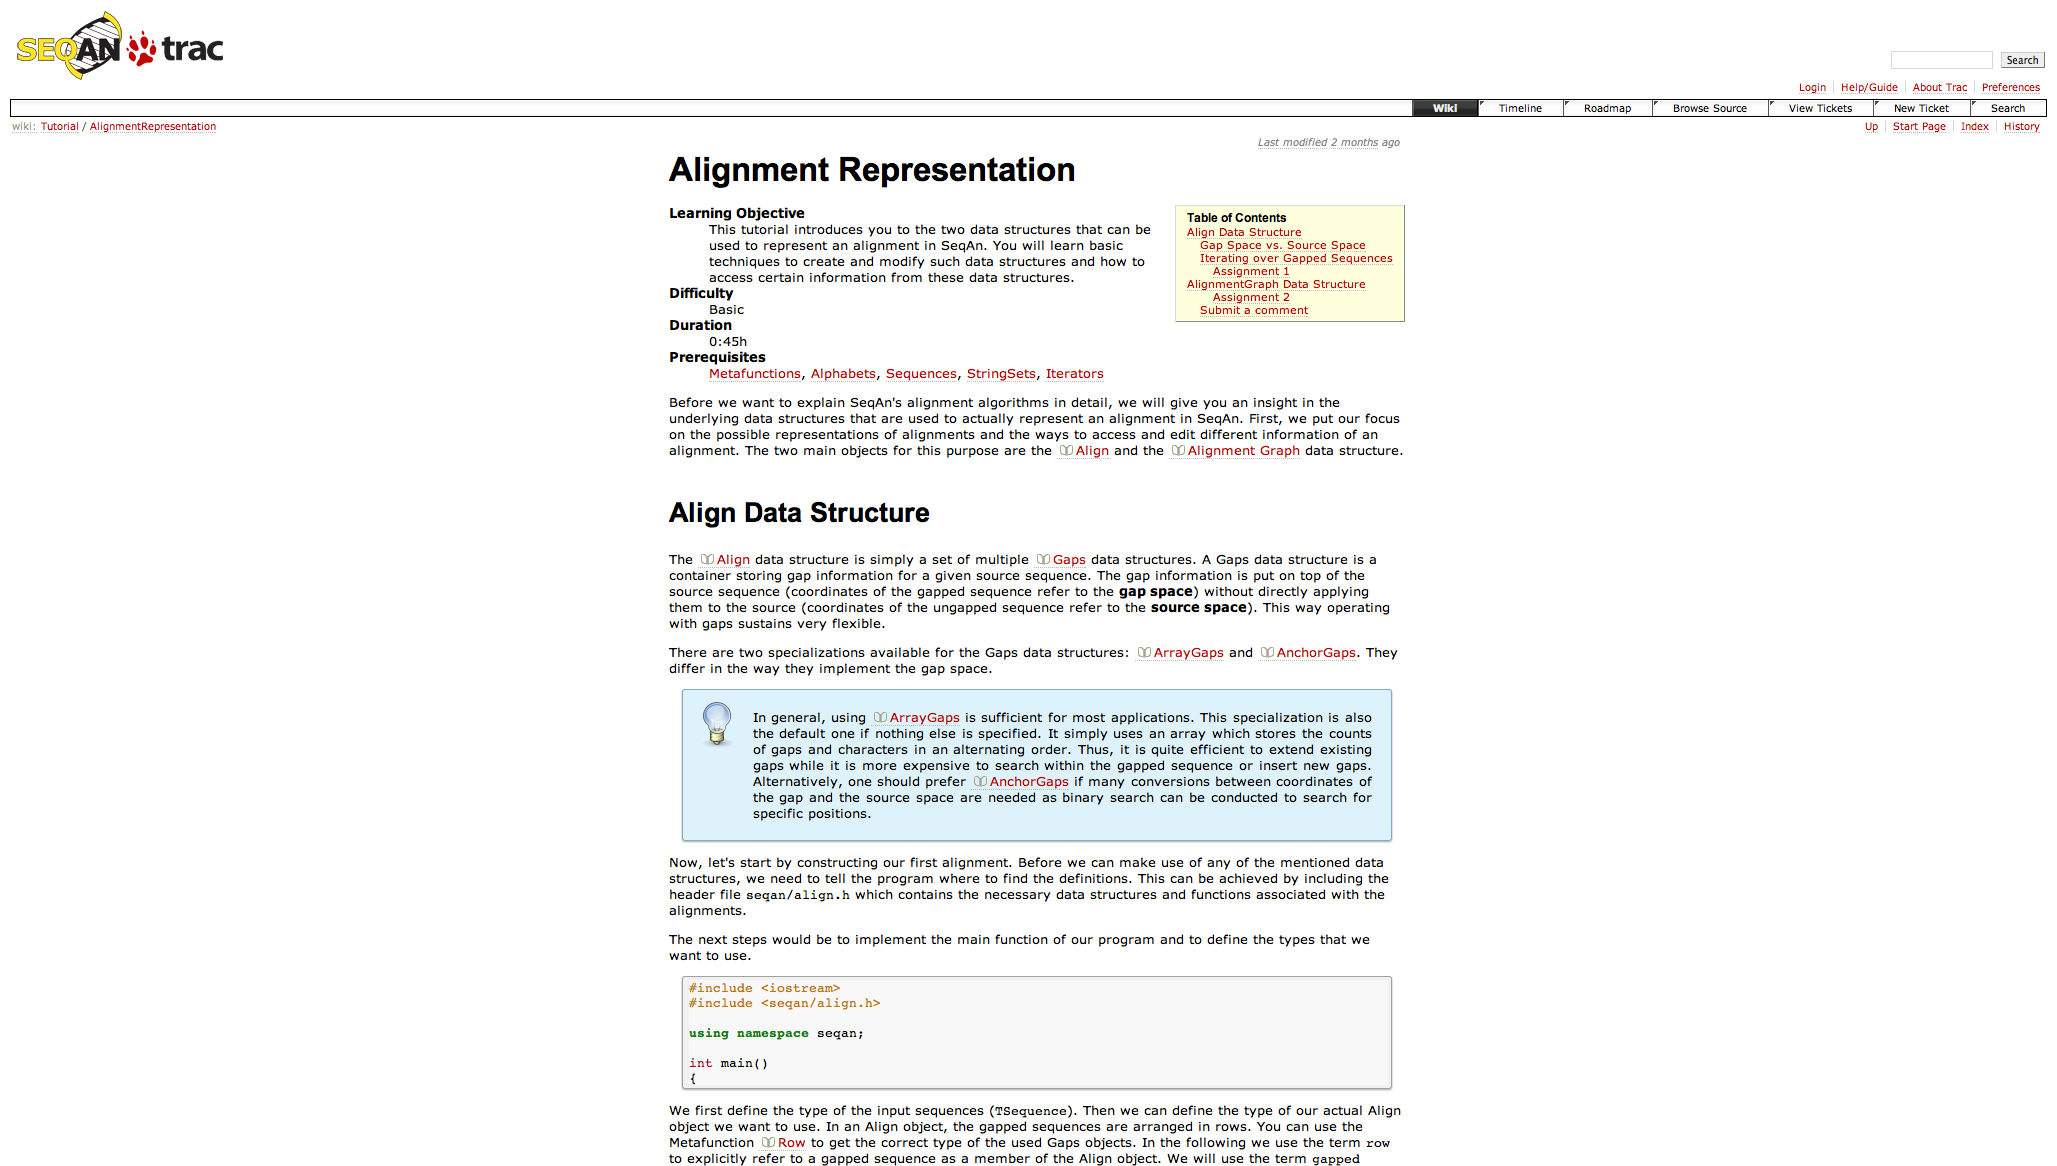 SEQAN trac
Search
Login Help/Guide About Trac Preferences
Wiki Timeline Roadmap Browse Source View Tickets New Ticket Search
wiki: Tutorial / AlignmentRepresentation
Up Start Page Index History
Last modified 2 months ago
Alignment Representation
Learning Objective
This tutorial introduces you to the two data structures that can be
used to represent an alignment in SeqAn. You will learn basic
techniques to create and modify such data structures and how to
access certain information from these data structures.
Difficulty
Basic
Duration
0:45h
Prerequisites
Metafunctions, Alphabets, Sequences, StringSets, Iterators
Table of Contents
Align Data Structure
Gap Space vs. Source Space
Iterating over Gapped Sequences
Assignment 1
AlignmentGraph Data Structure
Assignment 2
Submit a comment
Before we want to explain SeqAn's alignment algorithms in detail, we will give you an insight in the
underlying data structures that are used to actually represent an alignment in SeqAn. First, we put our focus
on the possible representations of alignments and the ways to access and edit different information of an
alignment. The two main objects for this purpose are the Align and the Alignment Graph data structure.
Align Data Structure
The Align data structure is simply a set of multiple Gaps data structures. A Gaps data structure is a
container storing gap information for a given source sequence. The gap information is put on top of the
source sequence (coordinates of the gapped sequence refer to the gap space) without directly applying
them to the source (coordinates of the ungapped sequence refer to the source space). This way operating
with gaps sustains very flexible.
There are two specializations available for the Gaps data structures: ArrayGaps and AnchorGaps. They
differ in the way they implement the gap space.
In general, using ArrayGaps is sufficient for most applications. This specialization is also
the default one if nothing else is specified. It simply uses an array which stores the counts
of gaps and characters in an alternating order. Thus, it is quite efficient to extend existing
gaps while it is more expensive to search within the gapped sequence or insert new gaps.
Alternatively, one should prefer AnchorGaps if many conversions between coordinates of
the gap and the source space are needed as binary search can be conducted to search for
specific positions.
Now, let's start by constructing our first alignment. Before we can make use of any of the mentioned data
structures, we need to tell the program where to find the definitions. This can be achieved by including the
header file seqan/align.h which contains the necessary data structures and functions associated with the
alignments.
The next steps would be to implement the main function of our program and to define the types that we
want to use.
#include <iostream>
#include <seqan/align.h>
using namespace seqan;
int main()
{
We first define the type of the input sequences (TSequence). Then we can define the type of our actual Align
object we want to use. In an Align object, the gapped sequences are arranged in rows. You can use the
Metafunction Row to get the correct type of the used Gaps objects. In the following we use the term row
to explicitly refer to a gapped sequence as a member of the Align object. We will use the term gapped